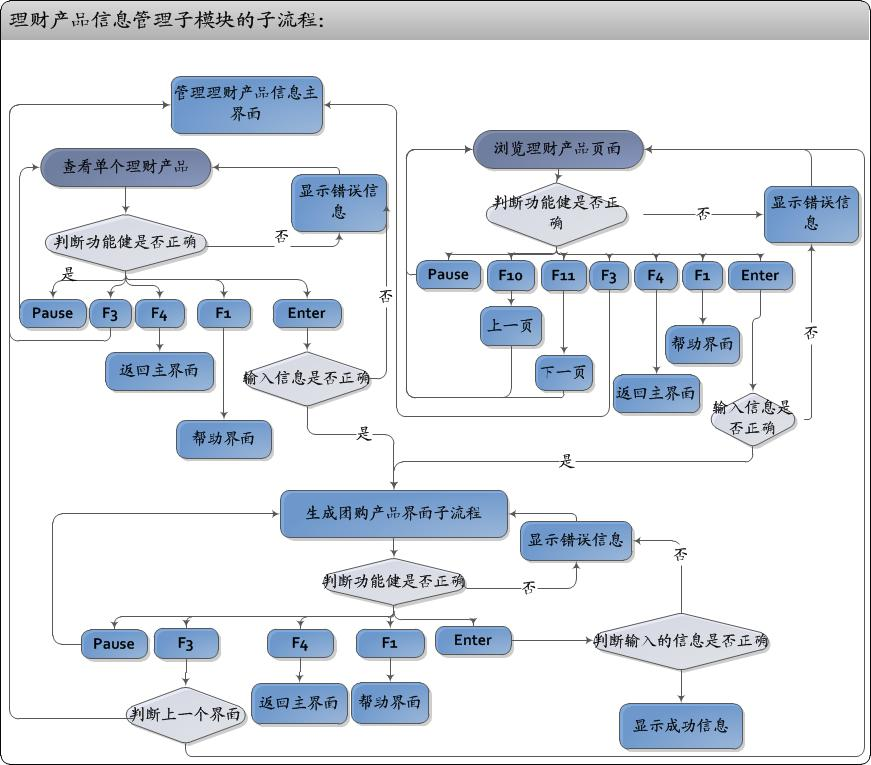 理财产品信息管理子模块的子流程:
管理理财产品信息主
界面
查看单个理财产品
显示错误信
息
判断功能健是否正确
否
是
Pause
F3
F4
F1
Enter
否
返回主界面
输入信息是否正确
帮助界面
是
浏览理财产品页面
判断功能健是否正
确
否
显示错误信
息
Pause
F10
F11
F3
F4
F1
Enter
上一页
帮助界面
否
下一页
返回主界面
输入信息是
否正确
是
生成团购产品界面子流程
显示错误信息
否
判断功能健是否正确
否
Pause
F3
F4
F1
Enter
判断输入的信息是否正确
返回主界面
帮助界面
判断上一个界面
显示成功信息